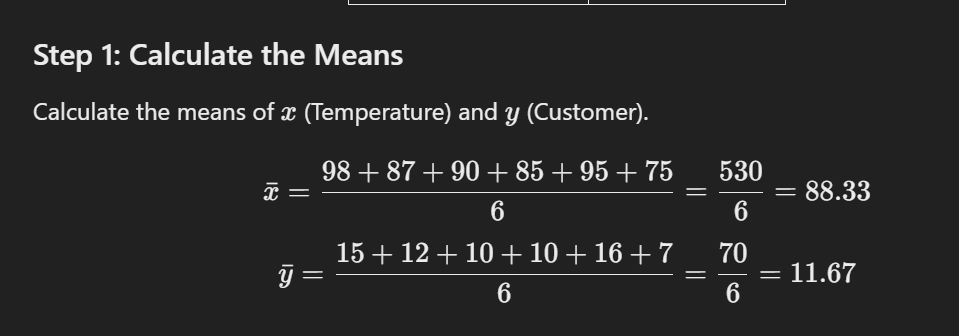 Step 1: Calculate the Means
Calculate the means of x (Temperature) and y (Customer).
x̄ = (98 + 87 + 90 + 85 + 95 + 75)/6 = 530/6 = 88.33
ȳ = (15 + 12 + 10 + 10 + 16 + 7)/6 = 70/6 = 11.67